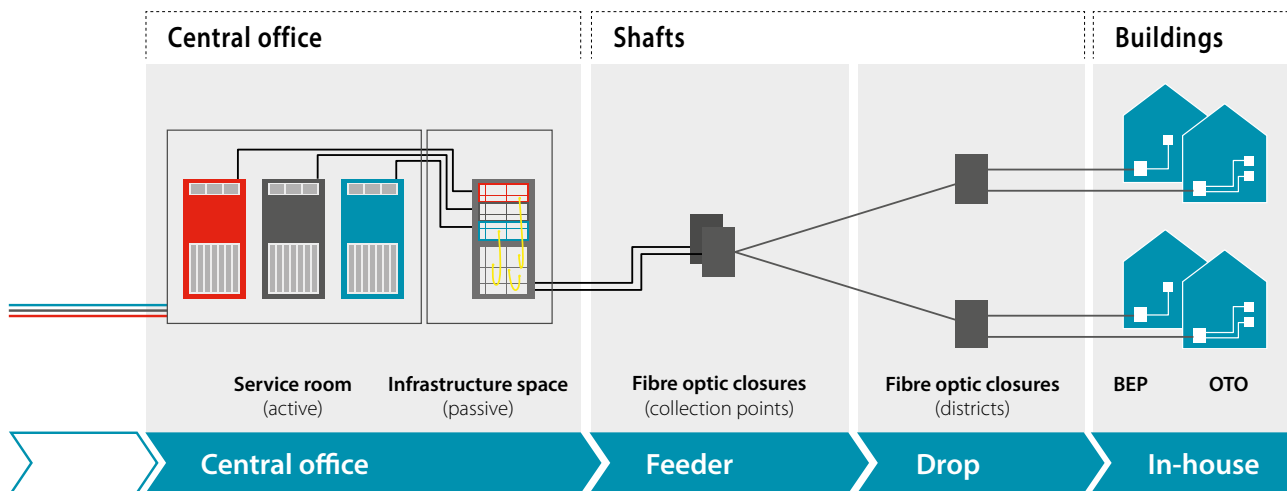 Central office
Shafts
Buildings
Service room
(active)
Infrastructure space
(passive)
Fibre optic closures
(collection points)
Fibre optic closures
(districts)
BEP
OTO
Central office
Feeder
Drop
In-house